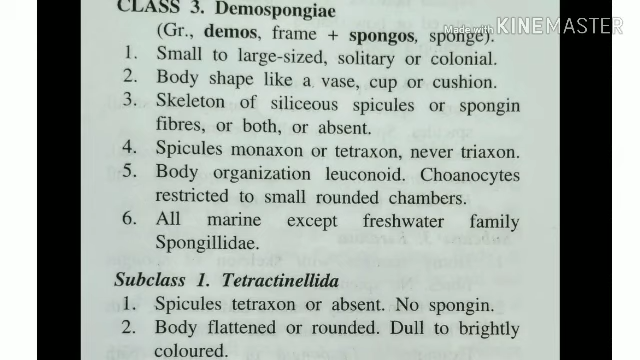 CLASS 3. Demospongiae
(Gr., demos, frame + spongos, sponge).
Made with KINEMASTER
1. Small to large-sized, solitary or colonial.
2. Body shape like a vase, cup or cushion.
3. Skeleton of siliceous spicules or spongin
fibres, or both, or absent.
4. Spicules monaxon or tetraxon, never triaxon.
5. Body organization leuconoid. Choanocytes
restricted to small rounded chambers.
6. All marine except freshwater family
Spongillidae.
Subclass 1. Tetractinellida
1. Spicules tetraxon or absent. No spongin.
2. Body flattened or rounded. Dull to brightly
coloured.